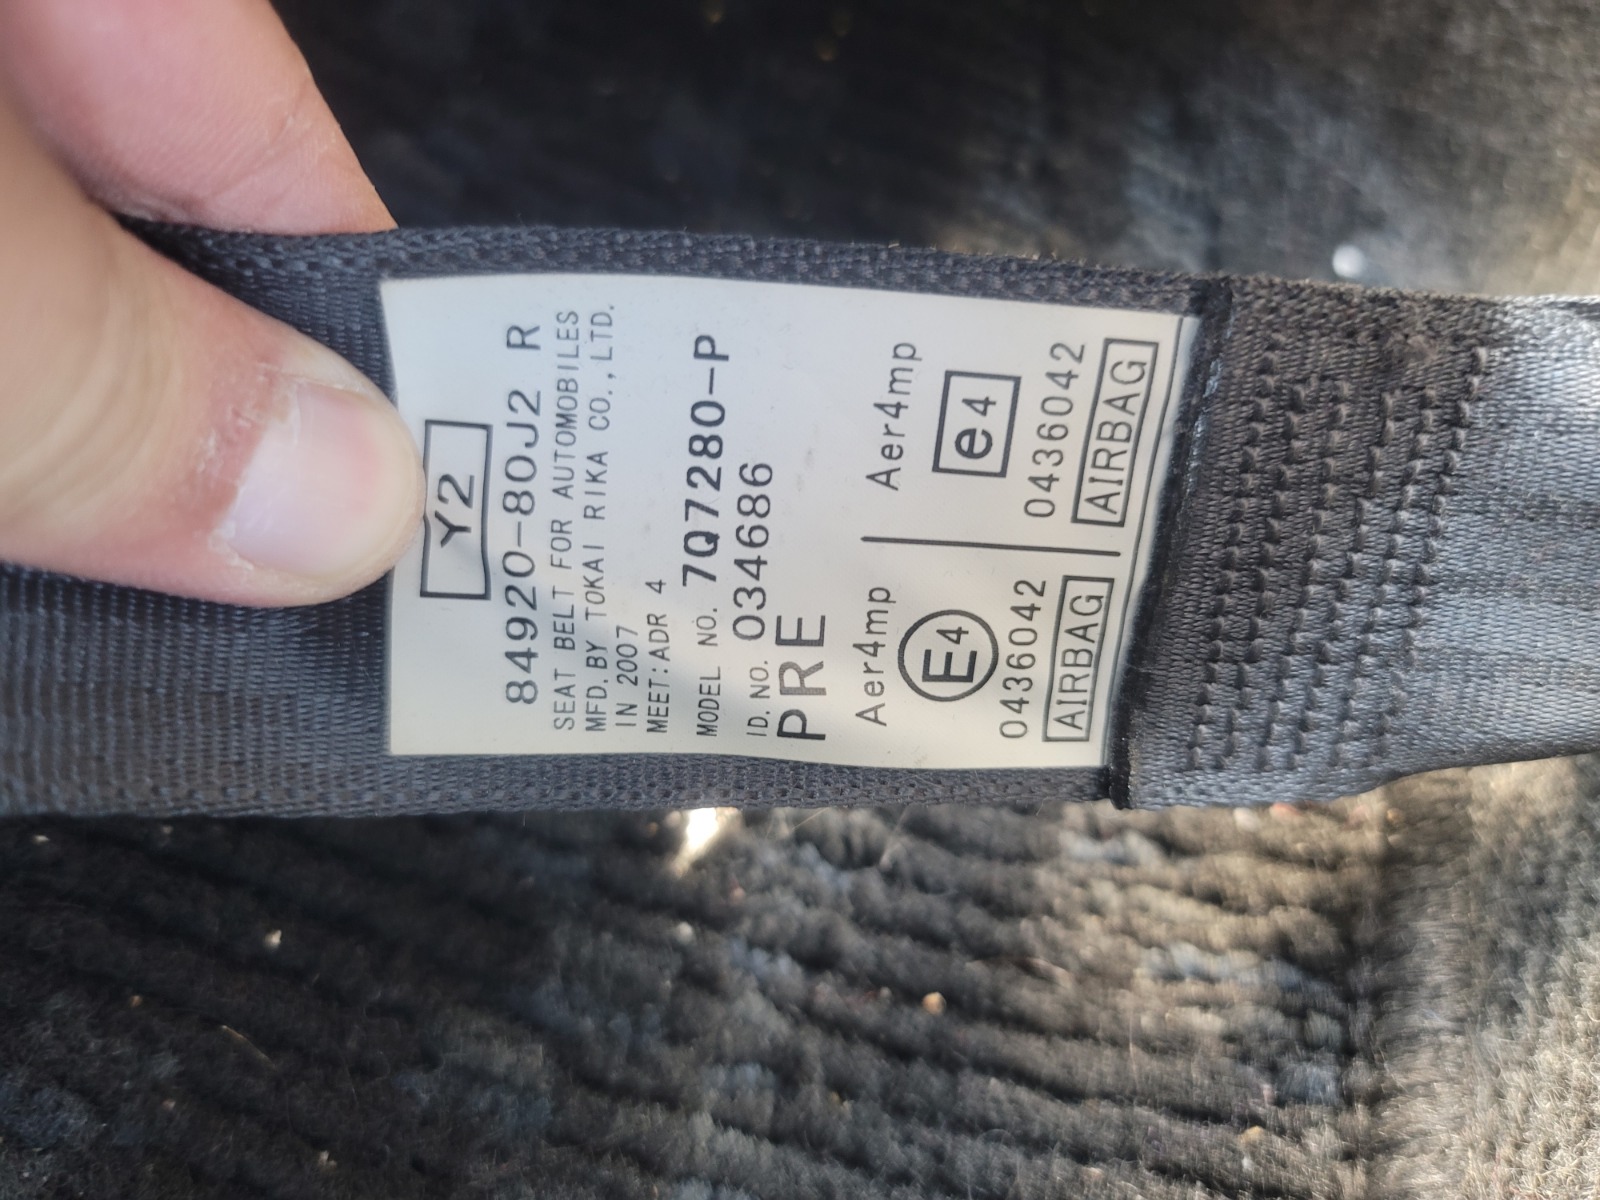 Y2
84920-80J2 R
SEAT BELT FOR AUTOMOBILES
MFD. BY TOKAI RIKA CO., LTD.
IN 2007
MEET: ADR 4
MODEL NO. 7Q7280-P
ID. NO. 034686
PRE
Aer4mp
E4
0436042
AIRBAG
Aer4mp
e4
0436042
AIRBAG